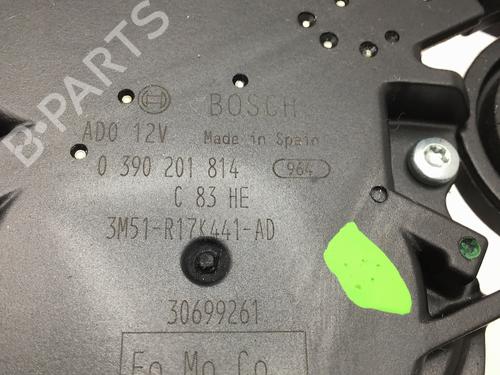 B-PARTS
BOSCH
AD0 12V Made in Spain
0 390 201 814 964
C 83 HE
3M51-R17K441-AD
30699261
Fo Mo Co